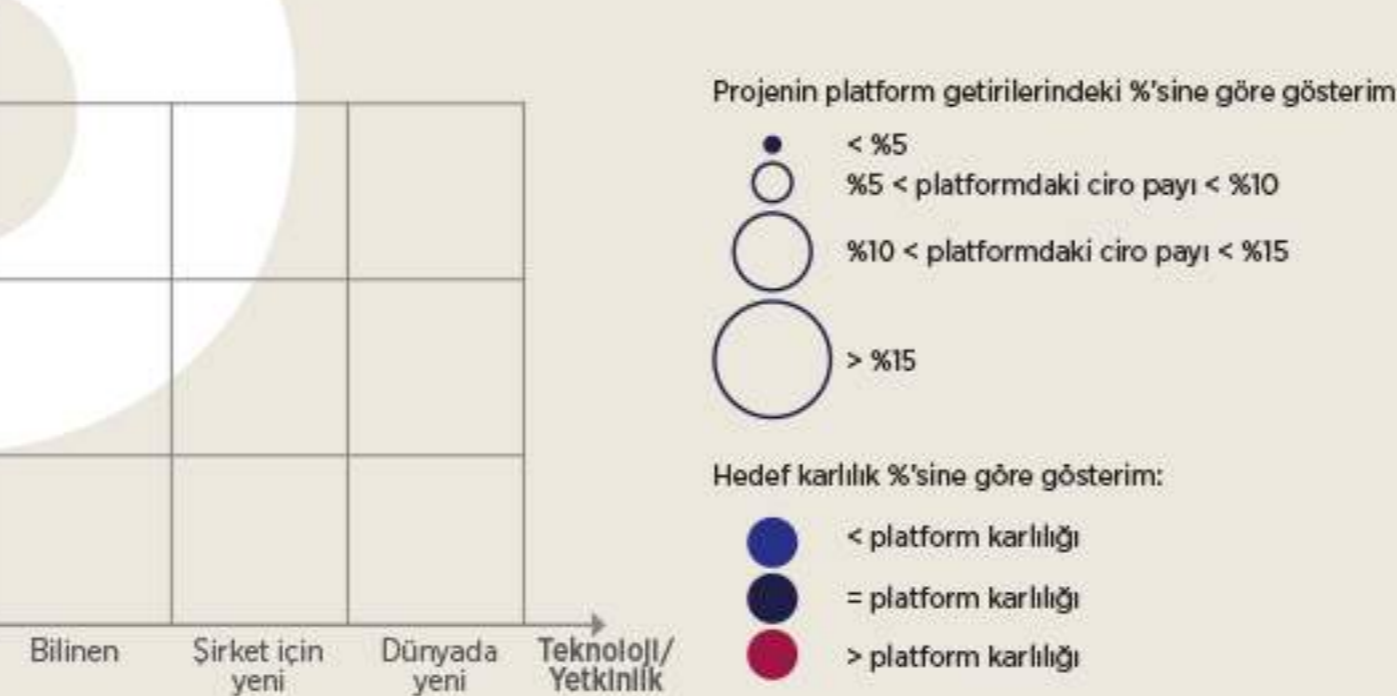 Projenin platform getirilerindeki %'sine göre gösterim
< %5
%5 < platformdaki ciro payı < %10
%10 < platformdaki ciro payı < %15
> %15
Hedef karlılık %'sine göre gösterim:
< platform karlılığı
= platform karlılığı
> platform karlılığı
Bilinen
Şirket için
yeni
Dünyada
yeni
Teknoloji/
Yetkinlik